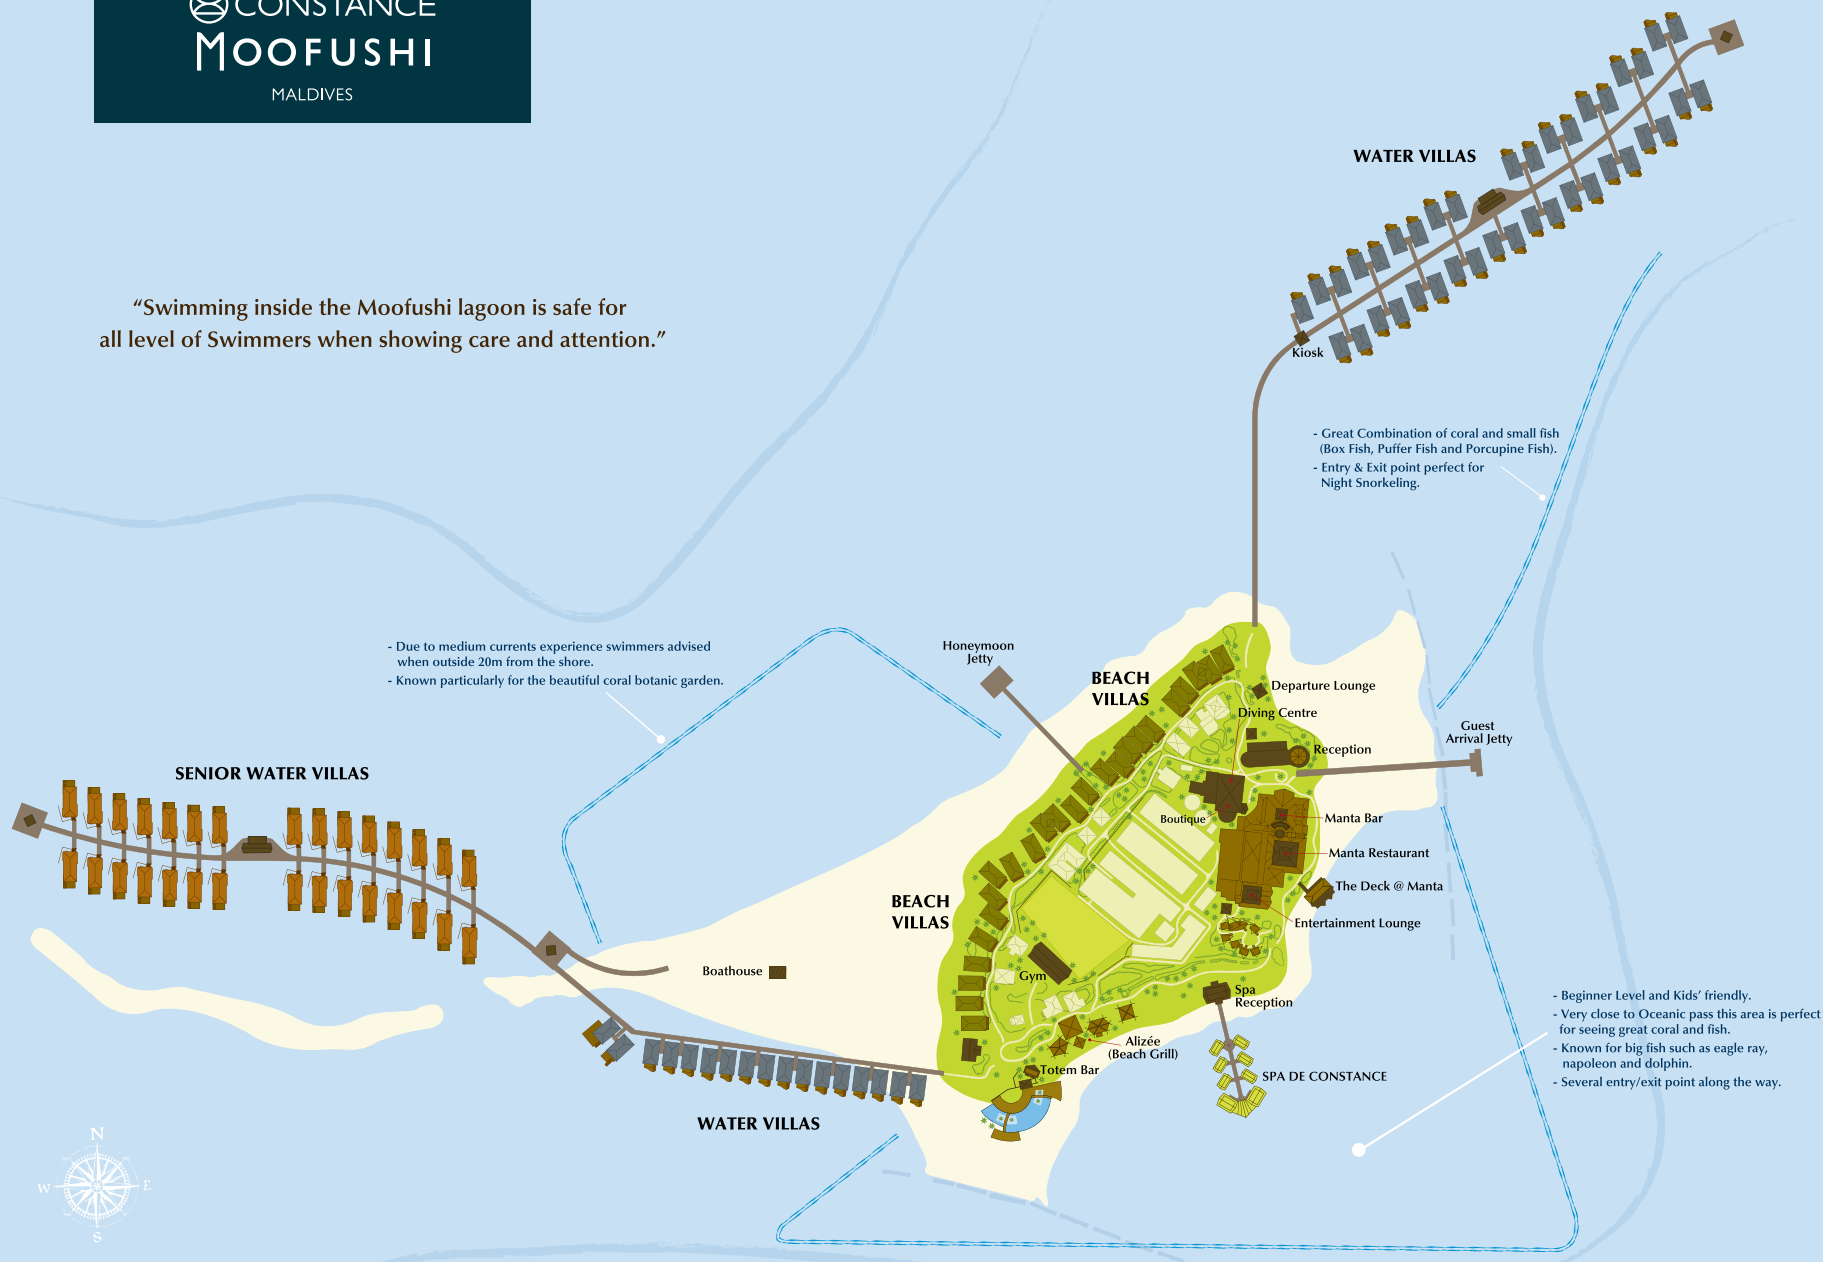 CONSTANCE
MOOFUSHI
MALDIVES
WATER VILLAS
“Swimming inside the Moofushi lagoon is safe for
all level of Swimmers when showing care and attention.”
Kiosk
- Great Combination of coral and small fish
(Box Fish, Puffer Fish and Porcupine Fish).
- Entry & Exit point perfect for
Night Snorkeling.
- Due to medium currents experience swimmers advised
when outside 20m from the shore.
- Known particularly for the beautiful coral botanic garden.
Honeymoon
Jetty
BEACH
VILLAS
Departure Lounge
Diving Centre
Guest
Arrival Jetty
Reception
SENIOR WATER VILLAS
Boutique
Manta Bar
Manta Restaurant
The Deck @ Manta
BEACH
VILLAS
Entertainment Lounge
Boathouse
Gym
Spa
Reception
- Beginner Level and Kids’ friendly.
- Very close to Oceanic pass this area is perfect
for seeing great coral and fish.
- Known for big fish such as eagle ray,
napoleon and dolphin.
- Several entry/exit point along the way.
Alizée
(Beach Grill)
Totem Bar
SPA DE CONSTANCE
WATER VILLAS
N
W
E
S